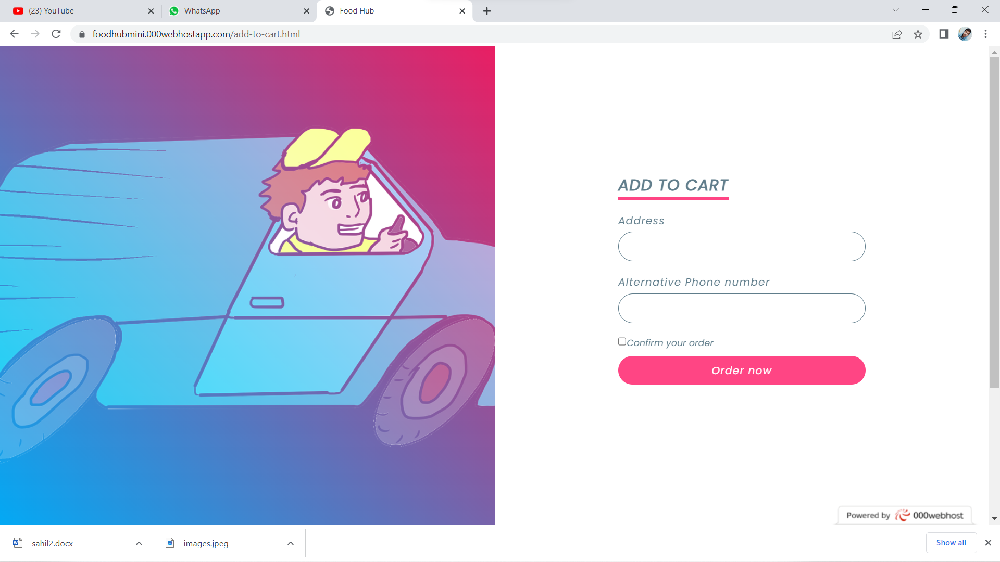 (23) YouTube
WhatsApp
Food Hub
foodhubmini.000webhostapp.com/add-to-cart.html
ADD TO CART
Address
Alternative Phone number
Confirm your order
Order now
Powered by 000webhost
sahil2.docx
images.jpeg
Show all